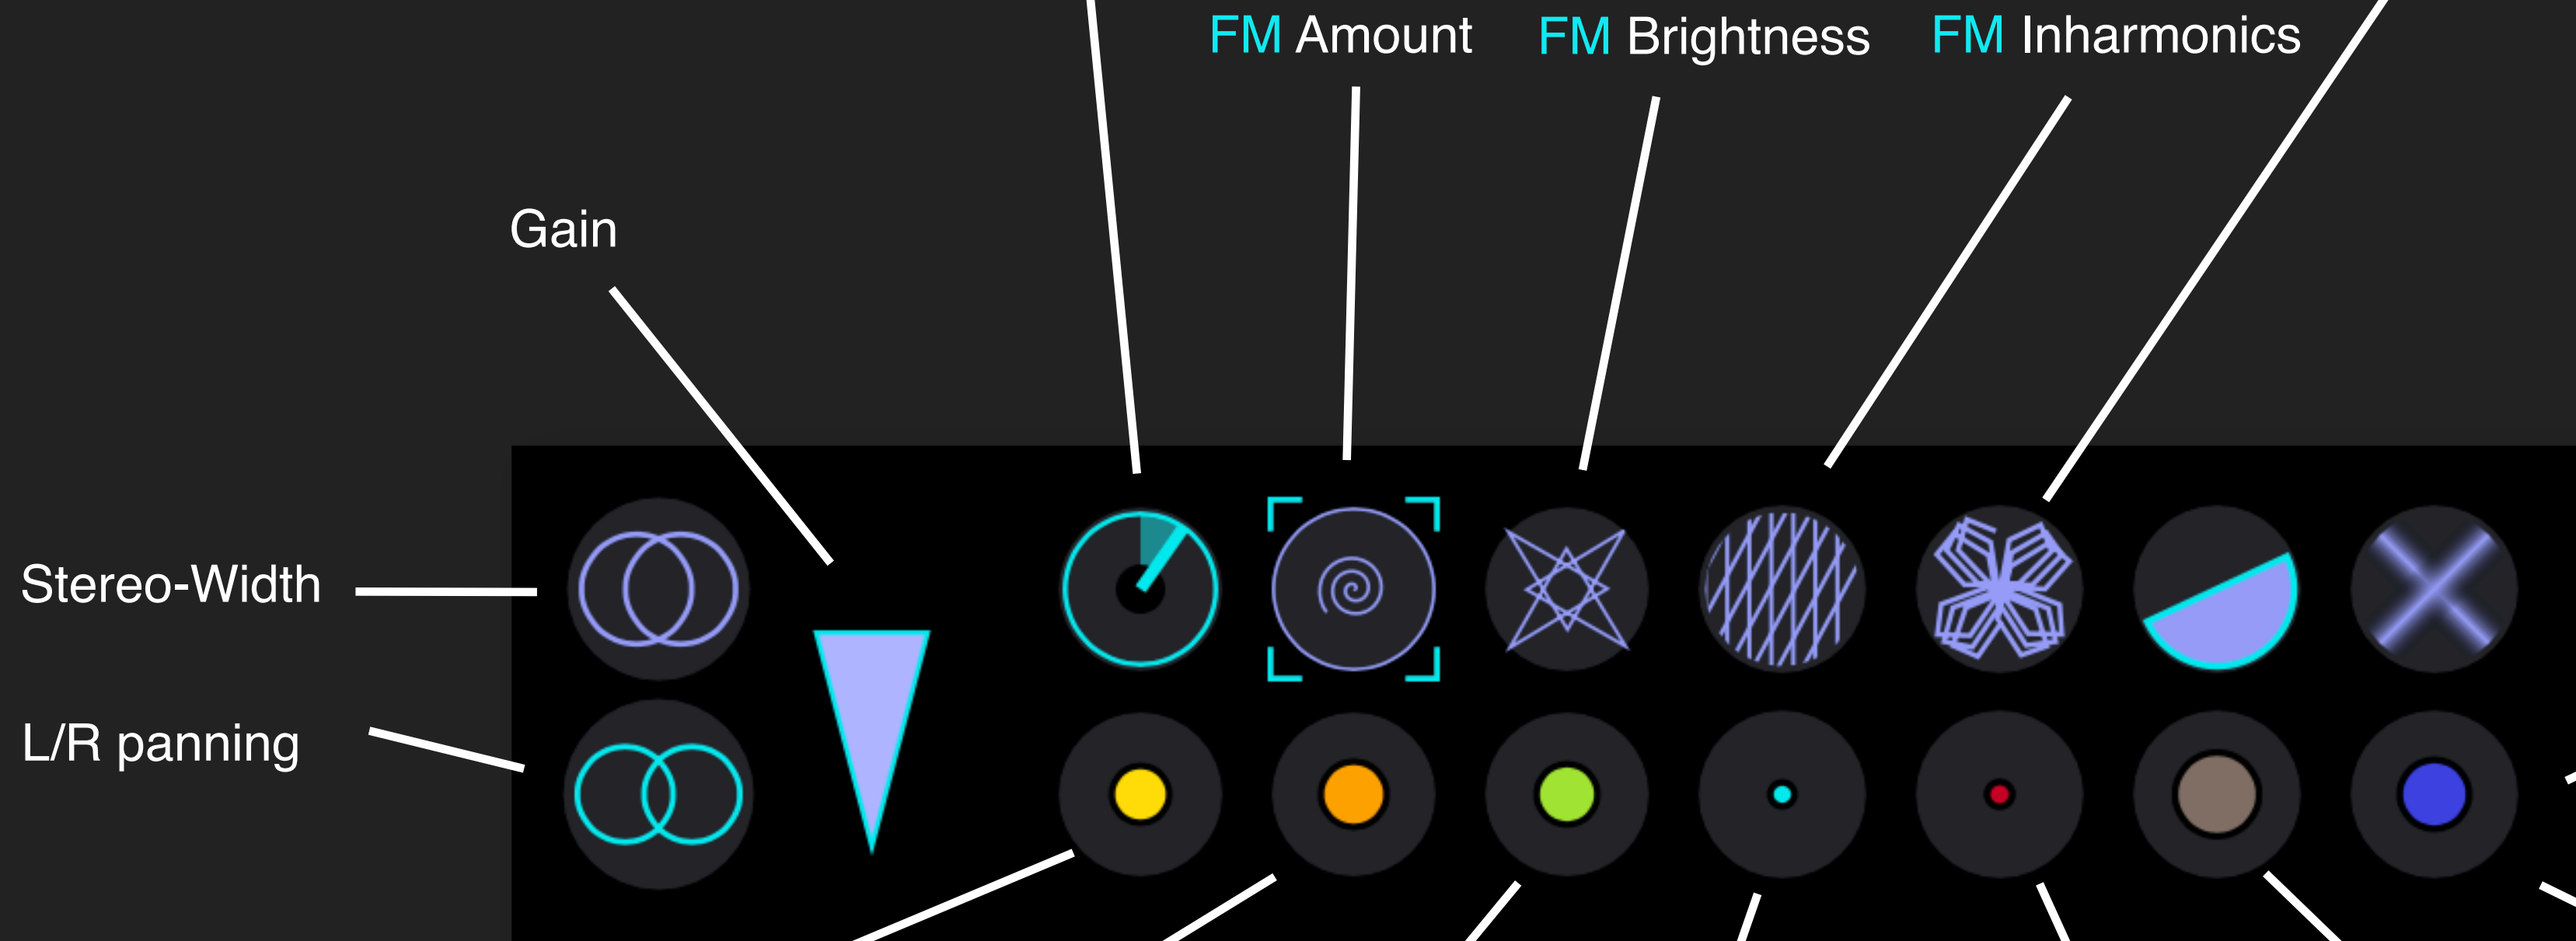 FM Amount
FM Brightness
FM Inharmonics
Gain
Stereo-Width
L/R panning